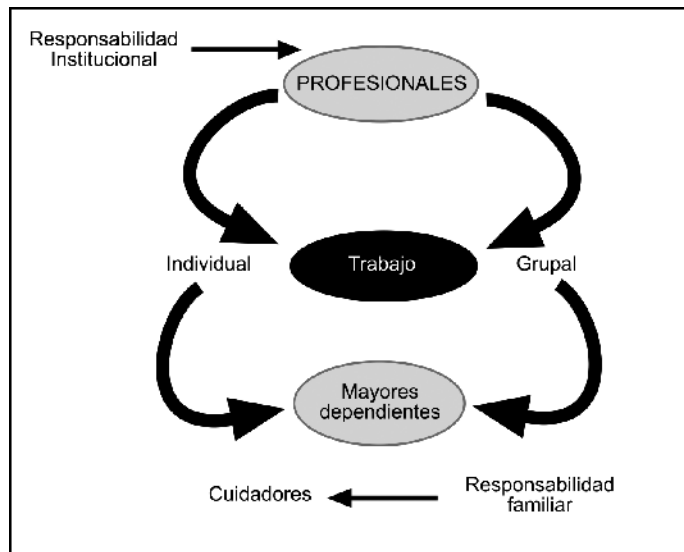 Responsabilidad
Institucional
PROFESIONALES
Individual
Trabajo
Grupal
Mayores
dependientes
Cuidadores
Responsabilidad
familiar